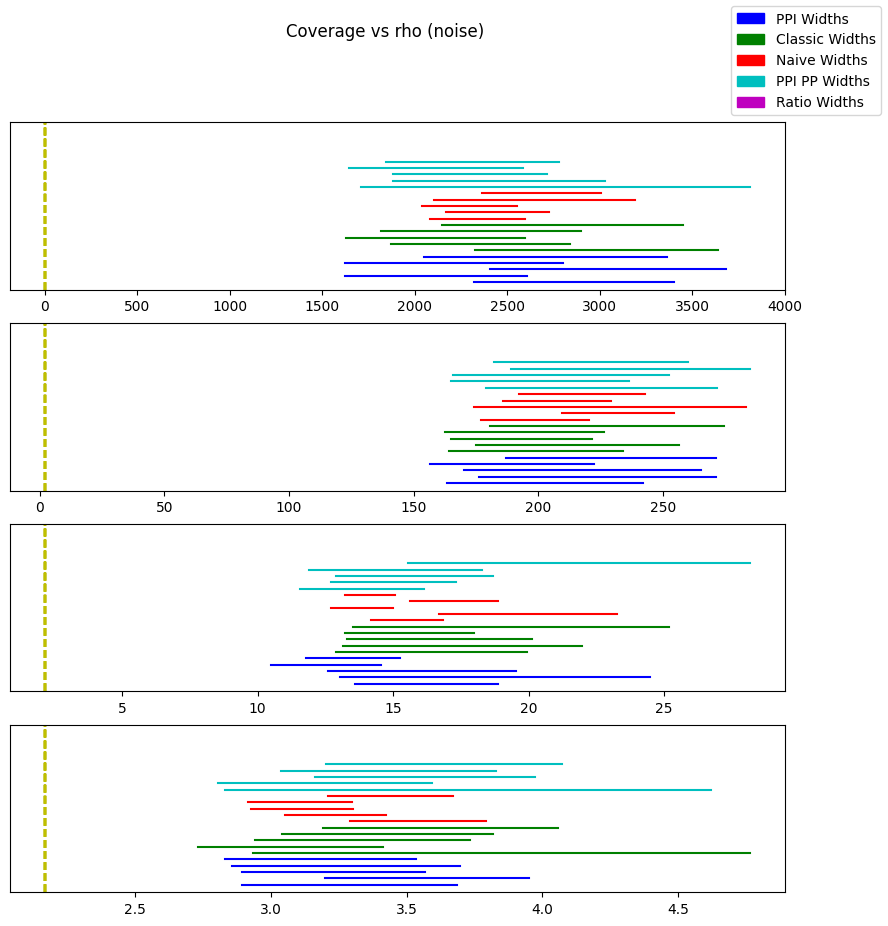 Coverage vs rho (noise)
PPI Widths
Classic Widths
Naive Widths
PPI PP Widths
Ratio Widths
0 500 1000 1500 2000 2500 3000 3500 4000
0 50 100 150 200 250
5 10 15 20 25
2.5 3.0 3.5 4.0 4.5